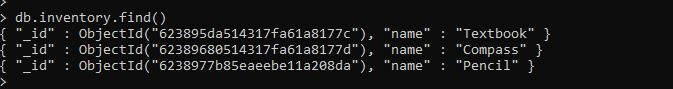 >
> db.inventory.find()
{ "_id" : ObjectId("623895da514317fa61a8177c"), "name" : "Textbook" }
{ "_id" : ObjectId("62389680514317fa61a8177d"), "name" : "Compass" }
{ "_id" : ObjectId("6238977b85eaeebe11a208da"), "name" : "Pencil" }
>